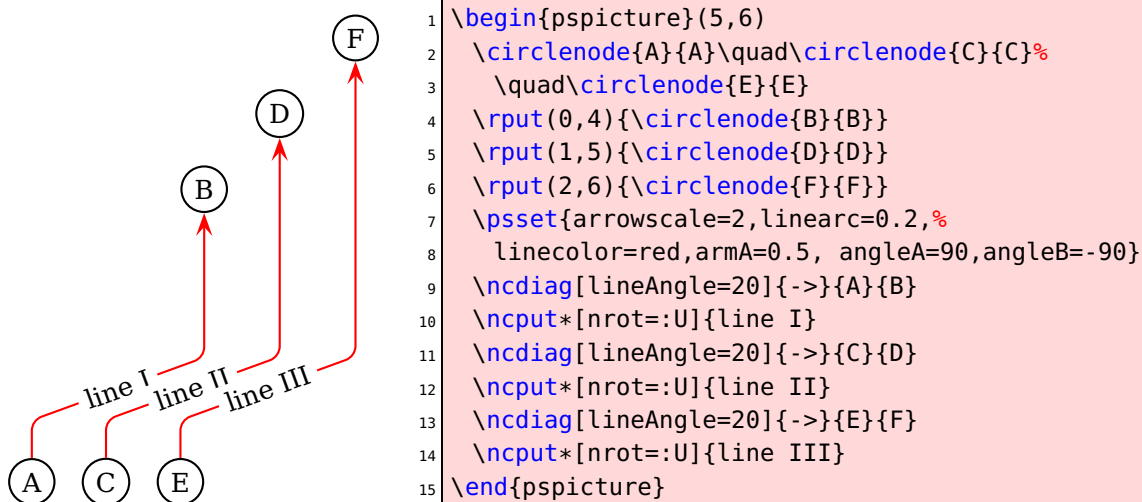 F
D
B
line I
line II
line III
A C E
1 \begin{pspicture}(5,6)
2 \circlenode{A}{A}\quad\circlenode{C}{C}%
3 \quad\circlenode{E}{E}
4 \rput(0,4){\circlenode{B}{B}}
5 \rput(1,5){\circlenode{D}{D}}
6 \rput(2,6){\circlenode{F}{F}}
7 \psset{arrowscale=2,linearc=0.2,%
8 linecolor=red,armA=0.5, angleA=90,angleB=-90}
9 \ncdiag[lineAngle=20]{->}{A}{B}
10 \ncput*[nrot=:U]{line I}
11 \ncdiag[lineAngle=20]{->}{C}{D}
12 \ncput*[nrot=:U]{line II}
13 \ncdiag[lineAngle=20]{->}{E}{F}
14 \ncput*[nrot=:U]{line III}
15 \end{pspicture}